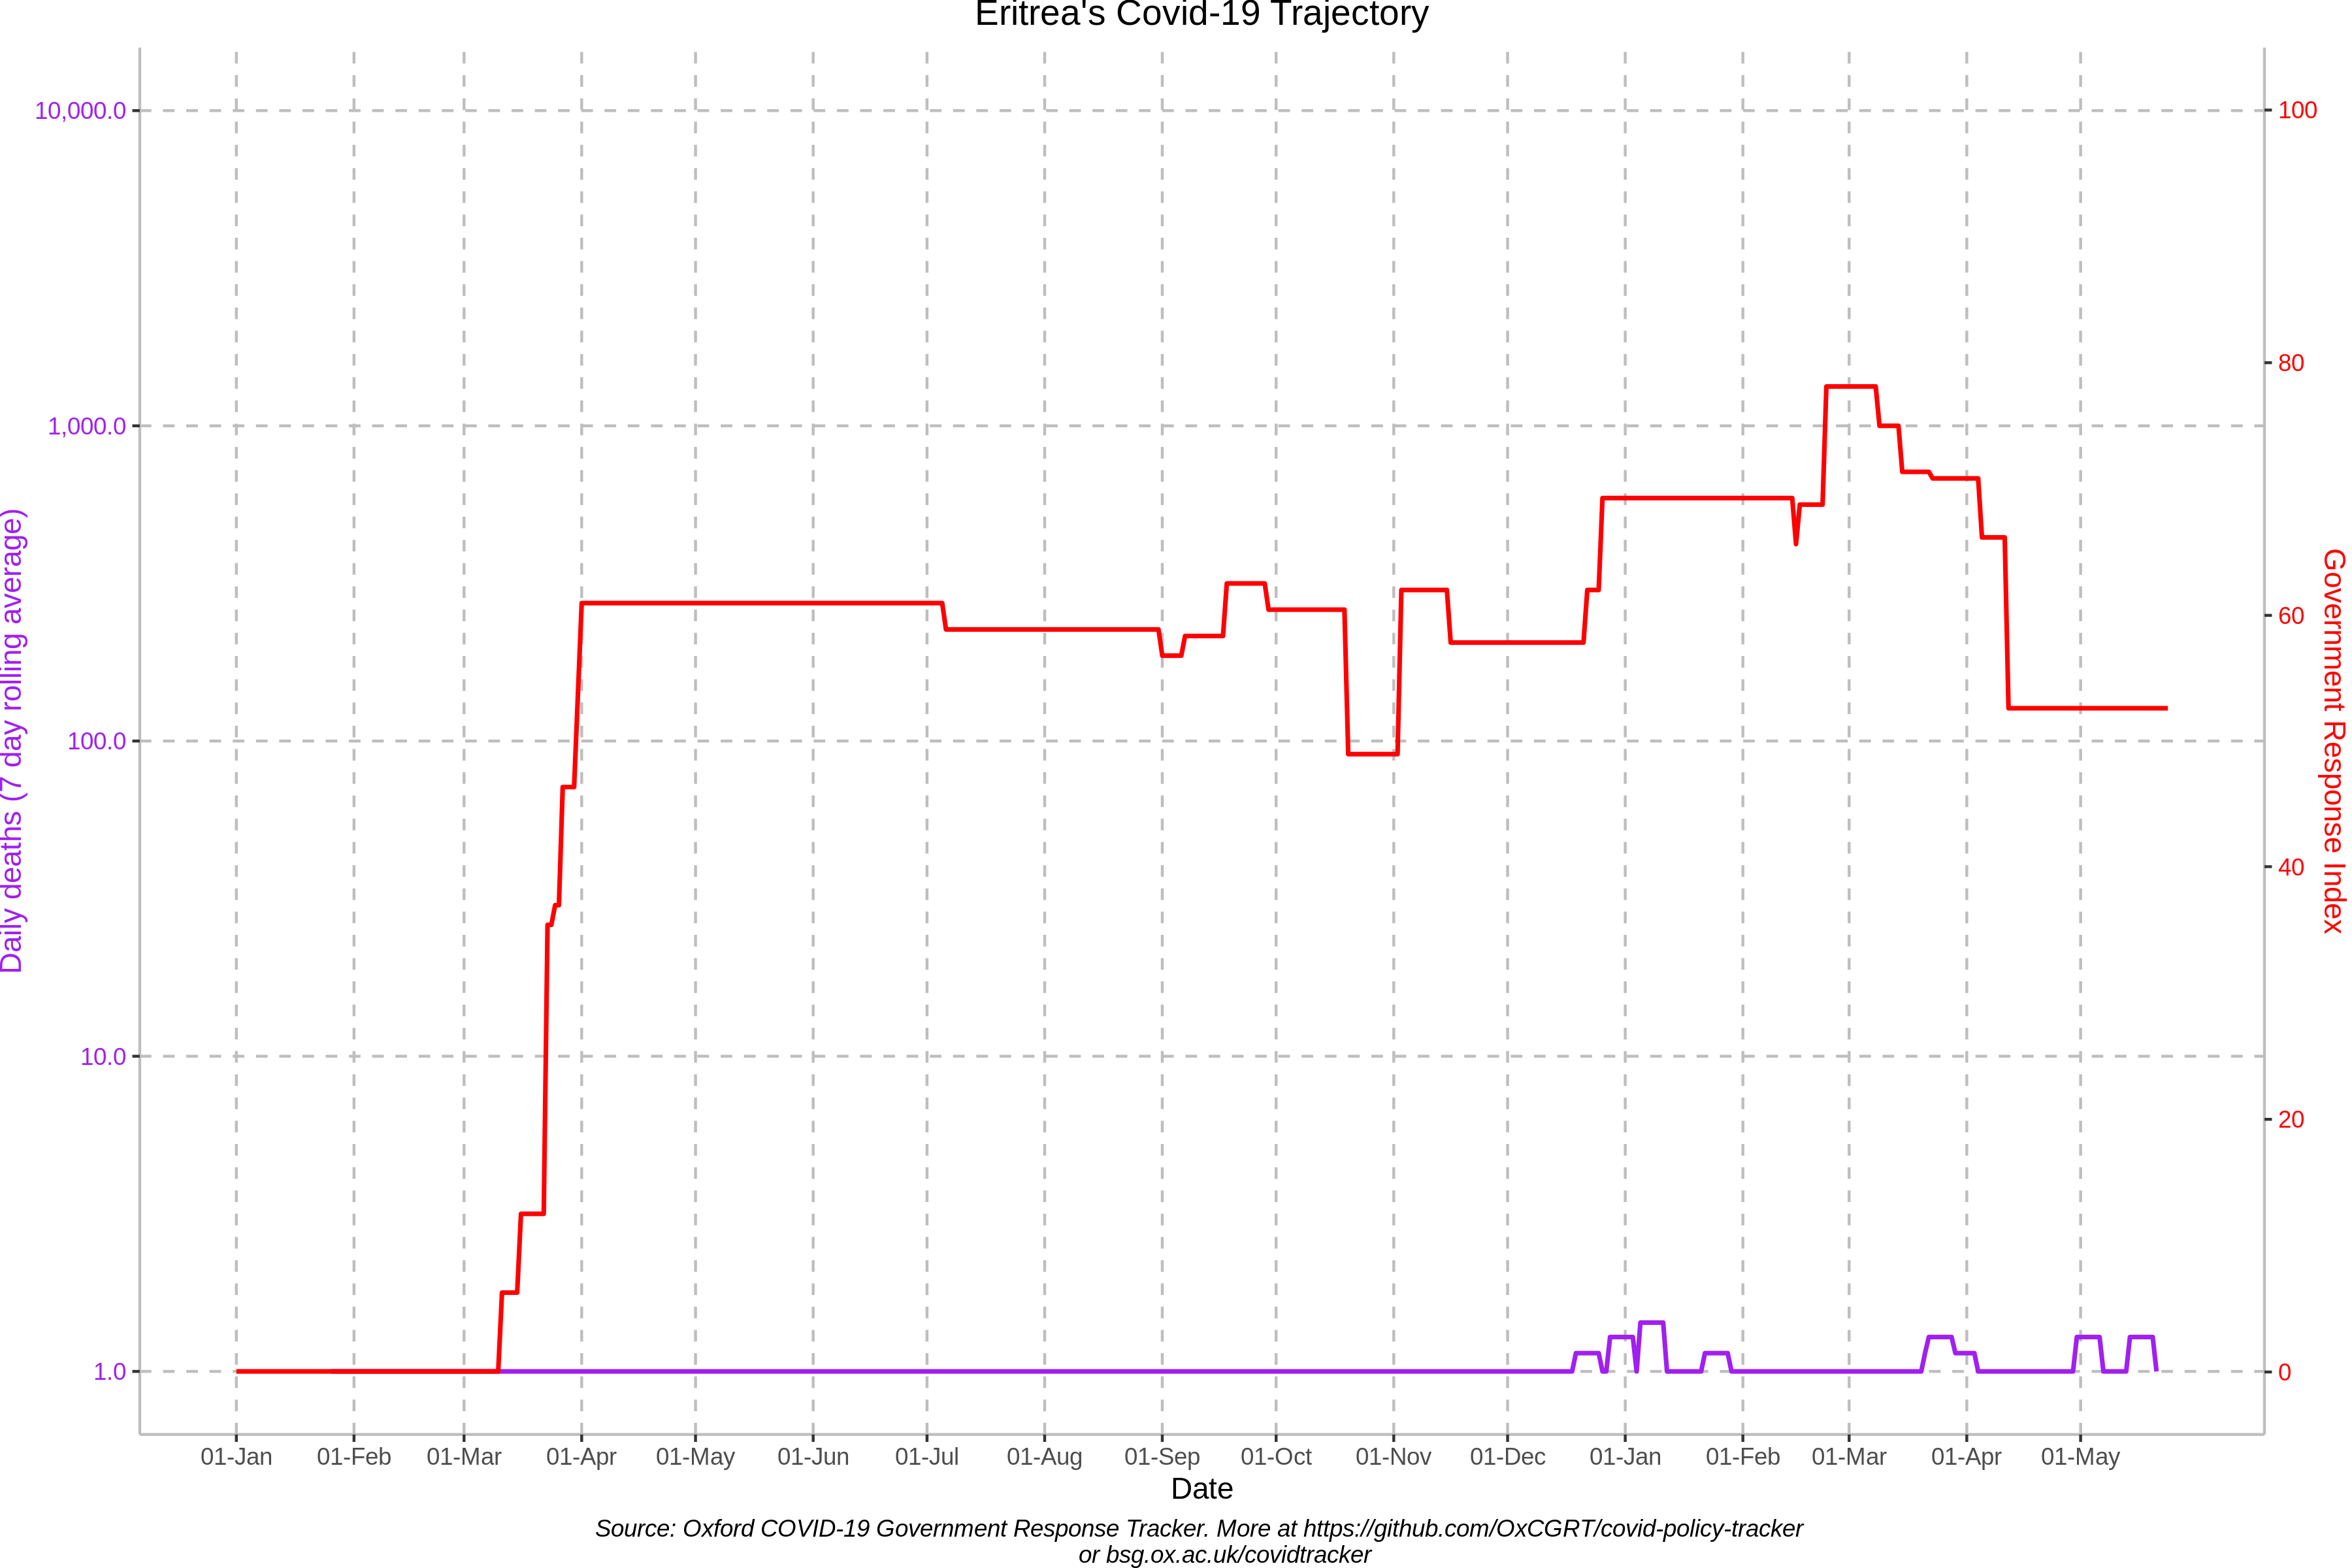 Eritrea's Covid-19 Trajectory
10,000.0
1,000.0
100.0
10.0
1.0
Daily deaths (7 day rolling average)
100
80
60
40
20
0
Government Response Index
01-Jan 01-Feb 01-Mar 01-Apr 01-May 01-Jun 01-Jul 01-Aug 01-Sep 01-Oct 01-Nov 01-Dec 01-Jan 01-Feb 01-Mar 01-Apr 01-May
Date
Source: Oxford COVID-19 Government Response Tracker. More at https://github.com/OxCGRT/covid-policy-tracker
or bsg.ox.ac.uk/covidtracker